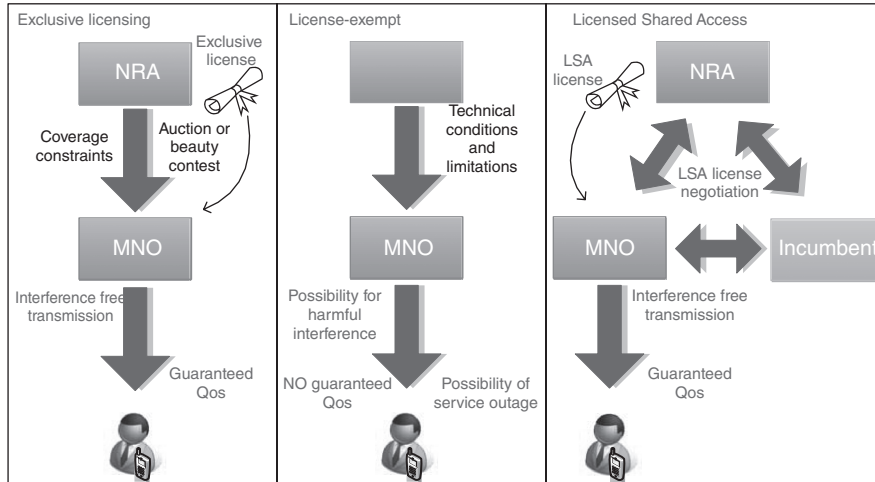 Exclusive licensing
NRA
Exclusive
license
Coverage
constraints
Auction or
beauty
contest
MNO
Interference free
transmission
Guaranteed
Qos
License-exempt
Technical
conditions
and
limitations
MNO
Possibility for
harmful
interference
NO guaranteed
Qos
Possibility of
service outage
Licensed Shared Access
LSA
license
NRA
LSA license
negotiation
MNO
Incumbent
Interference free
transmission
Guaranteed
Qos